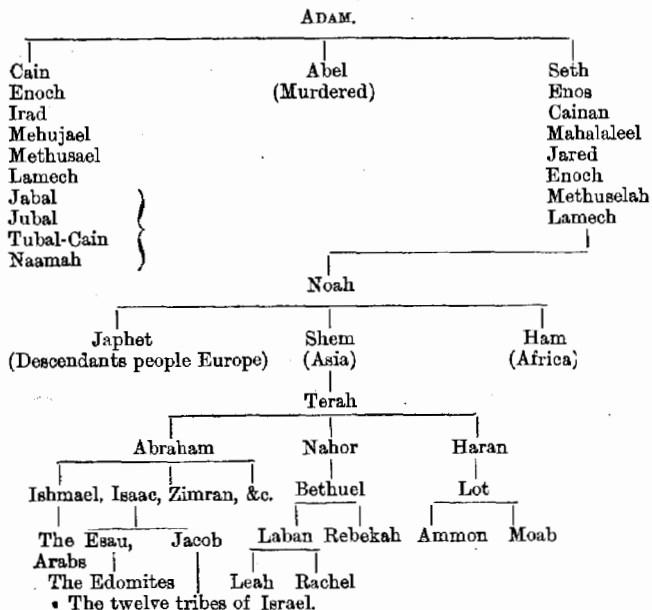 ADAM.
Cain Abel Seth
Enoch (Murdered) Enos
Irad Cainan
Mehujael Mahalaleel
Methusael Jared
Lamech Enoch
Jabal Methuselah
Jubal Lamech
Tubal-Cain
Naamah
Noah
Japhet Shem Ham
(Descendants people Europe) (Asia) (Africa)
Terah
Abraham Nahor Haran
Ishmael, Isaac, Zimran, &c. Bethuel Lot
The Esau, Jacob Laban Rebekah Ammon Moab
Arabs
The Edomites Leah Rachel
The twelve tribes of Israel.